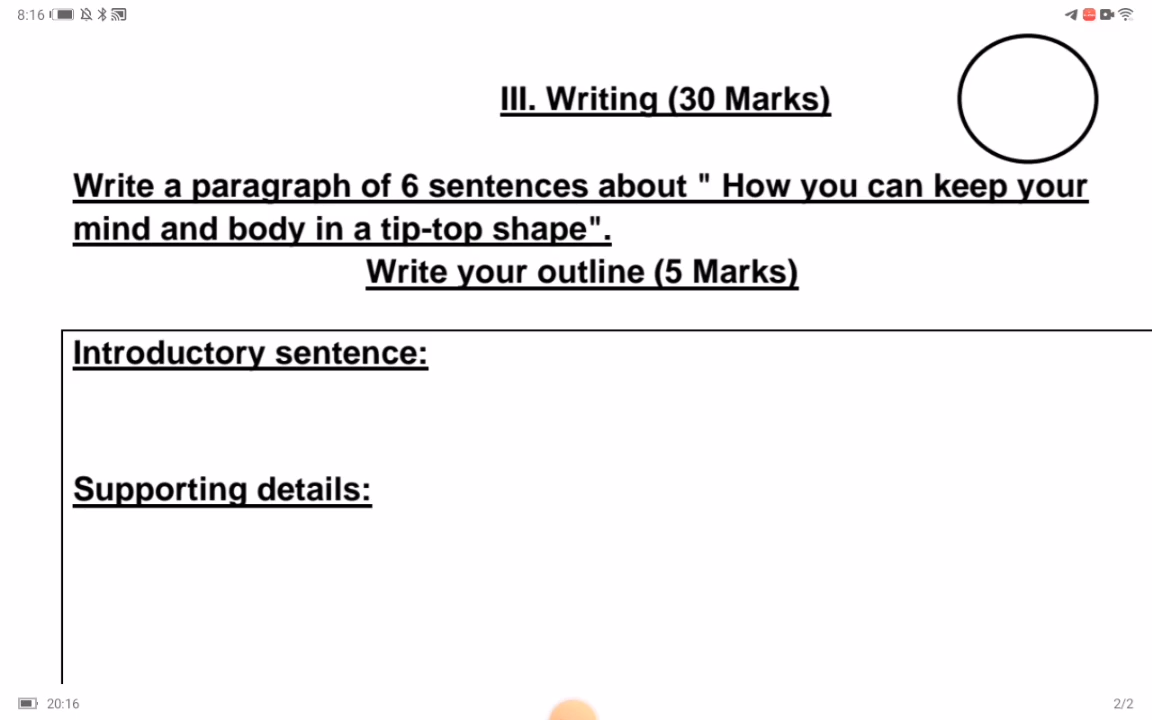 8:16
III. Writing (30 Marks)
Write a paragraph of 6 sentences about " How you can keep your
mind and body in a tip-top shape".
Write your outline (5 Marks)
Introductory sentence:
Supporting details:
20:16
2/2